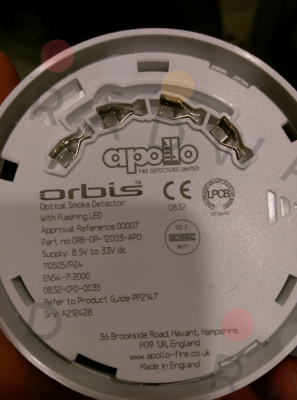 apollo
FIRE DETECTORS LIMITED
orbis™
Optical Smoke Detector
With Flashing LED
Approval Reference:00007
Part no:ORB-OP-12003-APO
Supply: 8.5V to 33V dc
110505/P24
EN54-7:2000
0832-CPD-0035
Refer to Product Guide PP2147
Srv: A212428
CE
0832
LPCB
36 Brookside Road, Havant, Hampshire,
PO9 1JR, England
www.apollo-fire.co.uk
Made in England